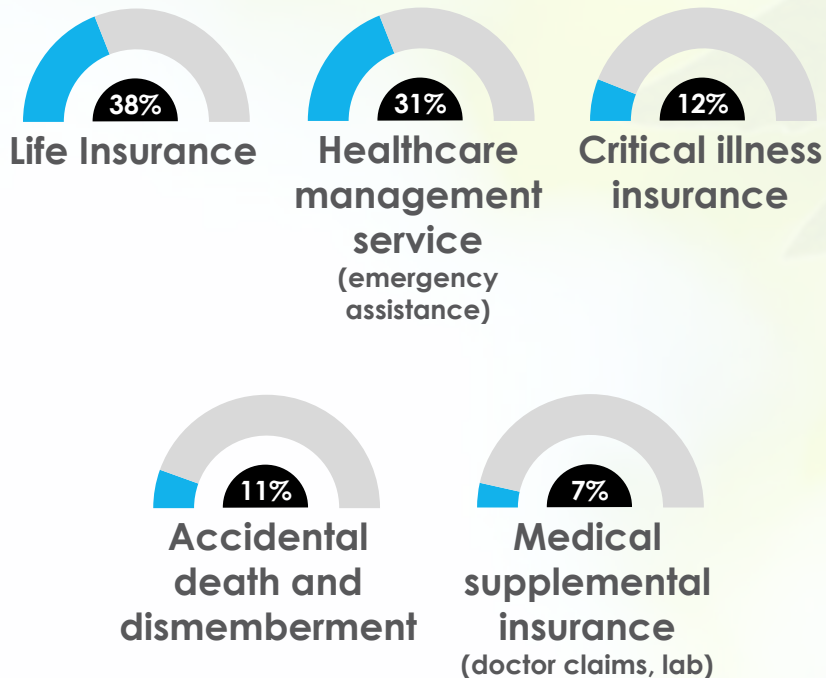 38%
Life Insurance
31%
Healthcare
management
service
(emergency
assistance)
12%
Critical illness
insurance
11%
Accidental
death and
dismemberment
7%
Medical
supplemental
insurance
(doctor claims, lab)